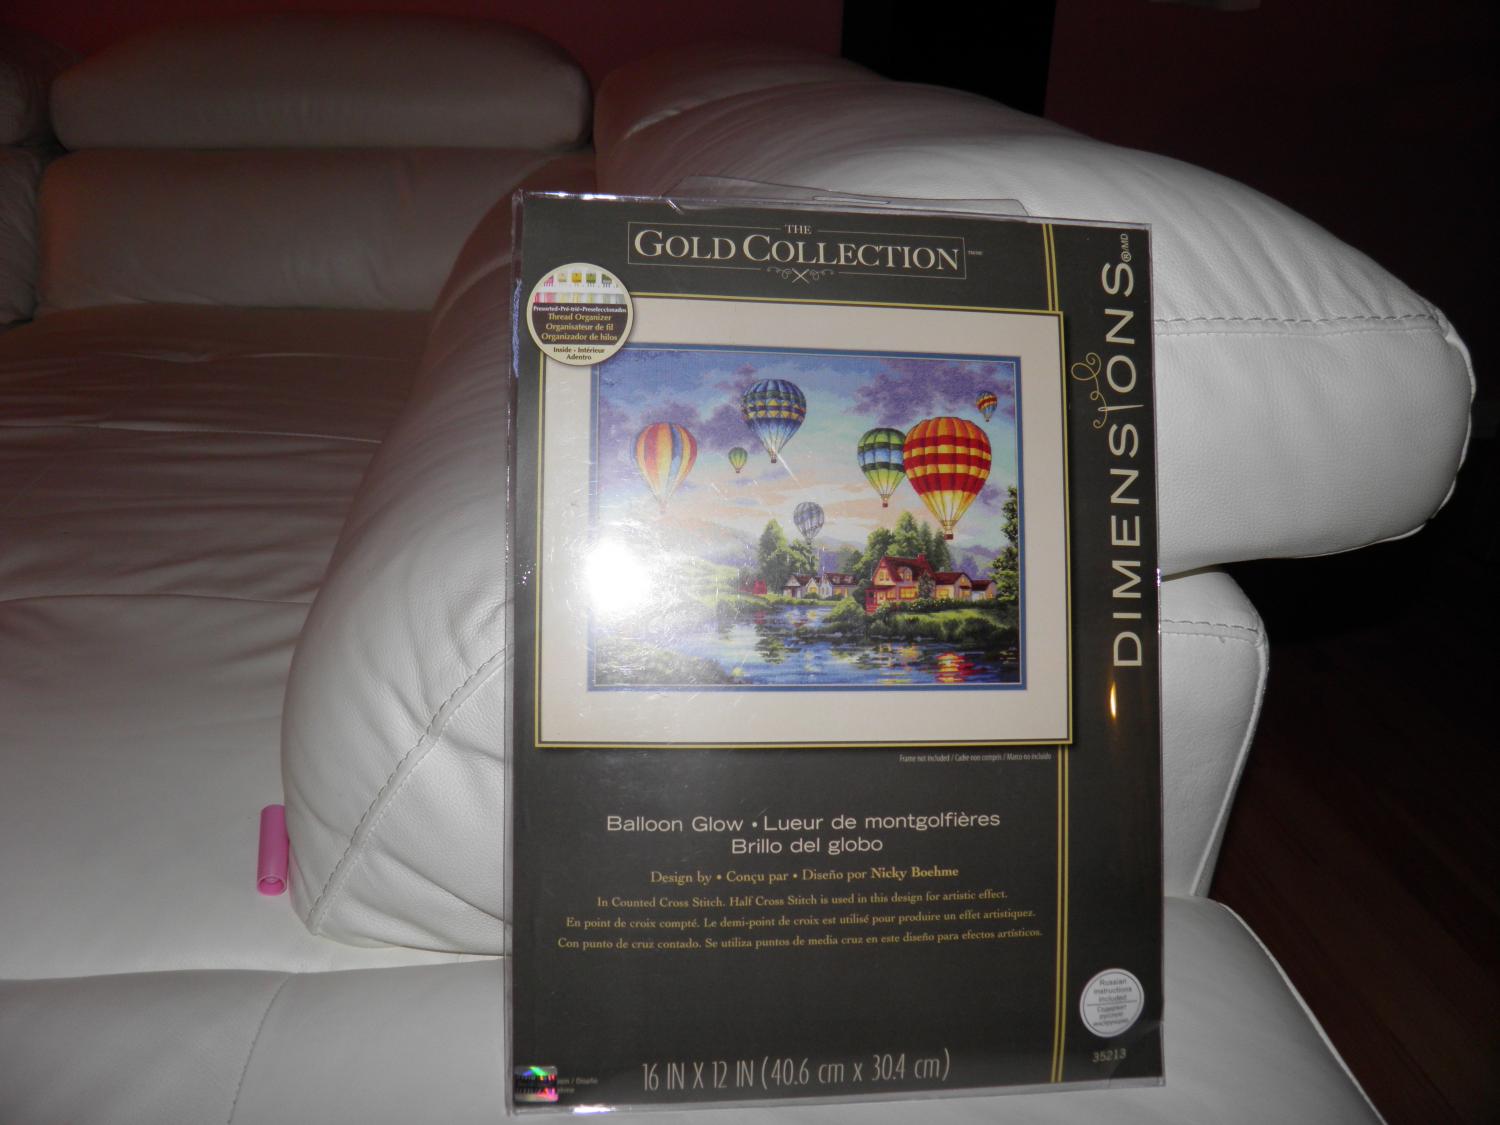 THE
GOLD COLLECTION
DIMENSIONS®/MD
Presorted • Pré-trié • Preseleccionados
Thread Organizer
Organisateur de fil
Organizador de hilos
Inside - Intérieur
Adentro
Frame not included / Cadre non compris / Marco no incluido
Balloon Glow • Lueur de montgolfières
Brillo del globo
Design by • Conçu par • Diseño por Nicky Boehme
In Counted Cross Stitch. Half Cross Stitch is used in this design for artistic effect.
En point de croix compté. Le demi-point de croix est utilisé pour produire un effet artistiquez.
Con punto de cruz contado. Se utiliza puntos de media cruz en este diseño para efectos artísticos.
Russian
instructions
included
Содержит
русские
инструкции
35213
16 IN X 12 IN (40.6 cm x 30.4 cm)
/ Diseño